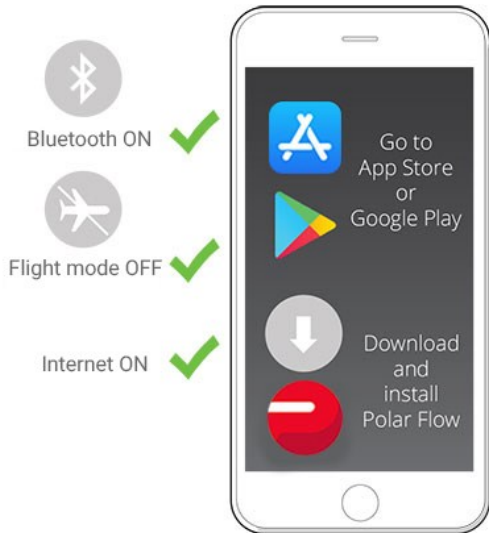 Bluetooth ON
Flight mode OFF
Internet ON
Go to
App Store
or
Google Play
Download
and
install
Polar Flow